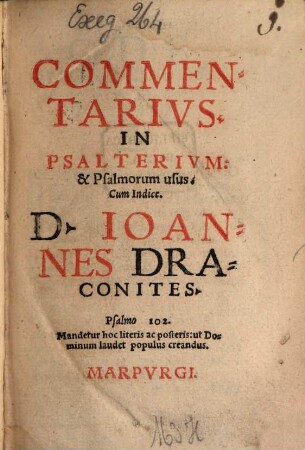 Exeg 264
9.
COMMEN=
TARIVS.
IN
PSALTERIVM:
& Psalmorum usus.
Cum Indice.
D. IOAN=
NES DRA=
CONITES.
Psalmo 102.
Mandetur hoc literis ac posteris: ut Do=
minum laudet populus creandus.
MARPVRGI.